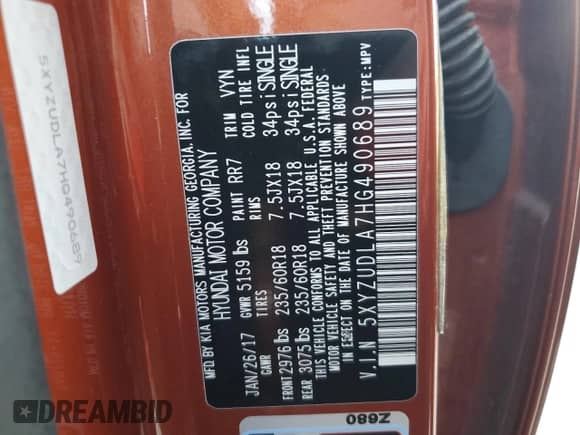 MFD BY KIA MOTORS MANUFACTURING GEORGIA, INC. FOR
HYUNDAI MOTOR COMPANY
JAN/26/17 PAINT RR7 TRIM VYN
GVWR 5159 lbs
GAWR TIRES RIMS COLD TIRE INFL
FRONT 2976 lbs 235/60R18 7.5JX18 34psi SINGLE
REAR 3075 lbs 235/60R18 7.5JX18 34psi SINGLE
THIS VEHICLE CONFORMS TO ALL APPLICABLE U.S.A. FEDERAL
MOTOR VEHICLE SAFETY AND THEFT PREVENTION STANDARDS
IN EFFECT ON THE DATE OF MANUFACTURE SHOWN ABOVE
V.I.N 5XYZUDLA7HG490689 TYPE: MPV
5XYZUDLA7HG490689
Z680
DREAMBID